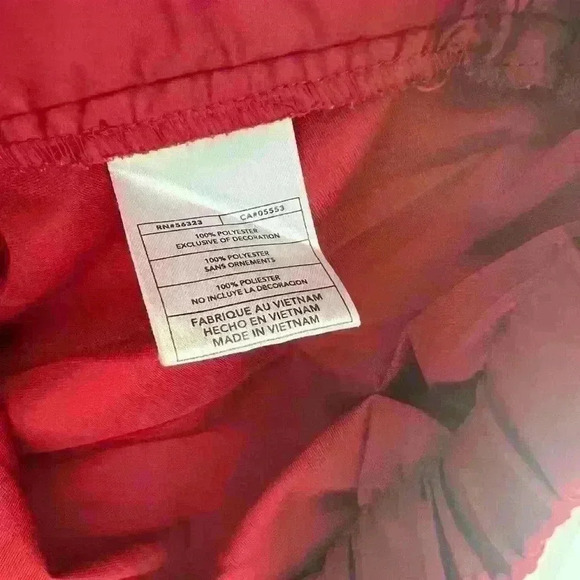 RN#56323 CA#05553
100% POLYESTER
EXCLUSIVE OF DECORATION
100% POLYESTER
SANS ORNEMENTS
100% POLIESTER
NO INCLUYE LA DECORACION
FABRIQUE AU VIETNAM
HECHO EN VIETNAM
MADE IN VIETNAM